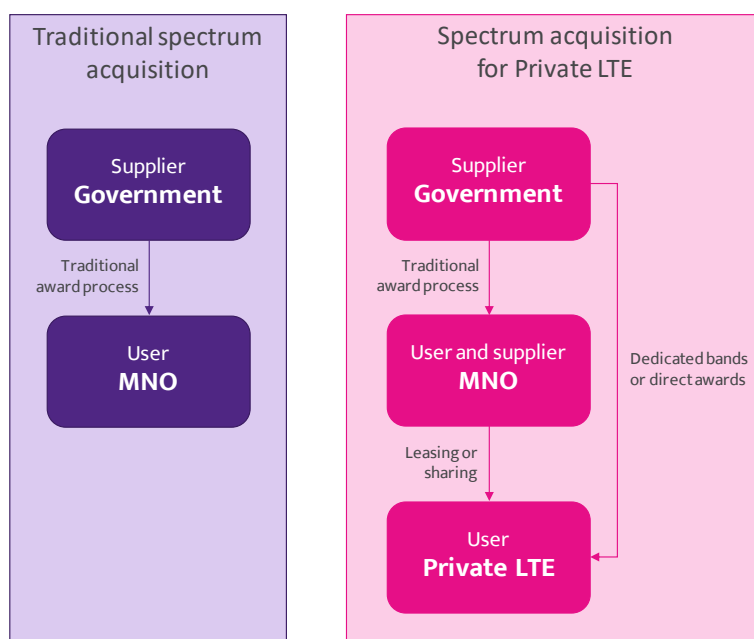 Traditional spectrum
acquisition
Supplier
Government
Traditional
award process
User
MNO
Spectrum acquisition
for Private LTE
Supplier
Government
Traditional
award process
User and supplier
MNO
Dedicated bands
or direct awards
Leasing or
sharing
User
Private LTE